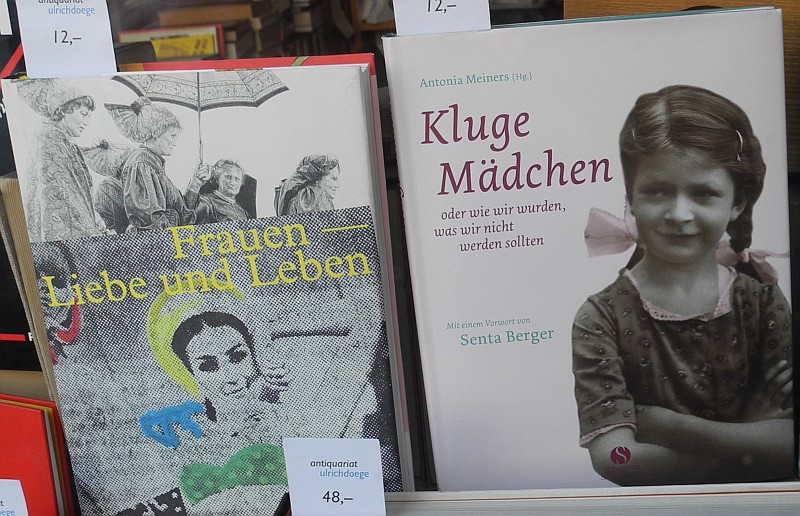 antiquariat
ulrichdoege
12,–
12,–
Frauen —
Liebe und Leben
antiquariat
ulrichdoege
48,–
Antonia Meiners (Hg.)
Kluge
Mädchen
oder wie wir wurden,
was wir nicht
werden sollten
Mit einem Vorwort von
Senta Berger
S